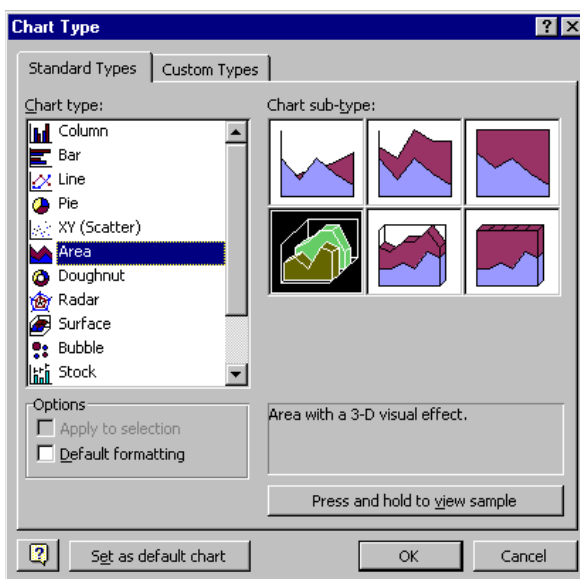 Chart Type
Standard Types
Custom Types
Chart type:
Column
Bar
Line
Pie
XY (Scatter)
Area
Doughnut
Radar
Surface
Bubble
Stock
Chart sub-type:
Options
Apply to selection
Default formatting
Area with a 3-D visual effect.
Press and hold to view sample
Set as default chart
OK
Cancel